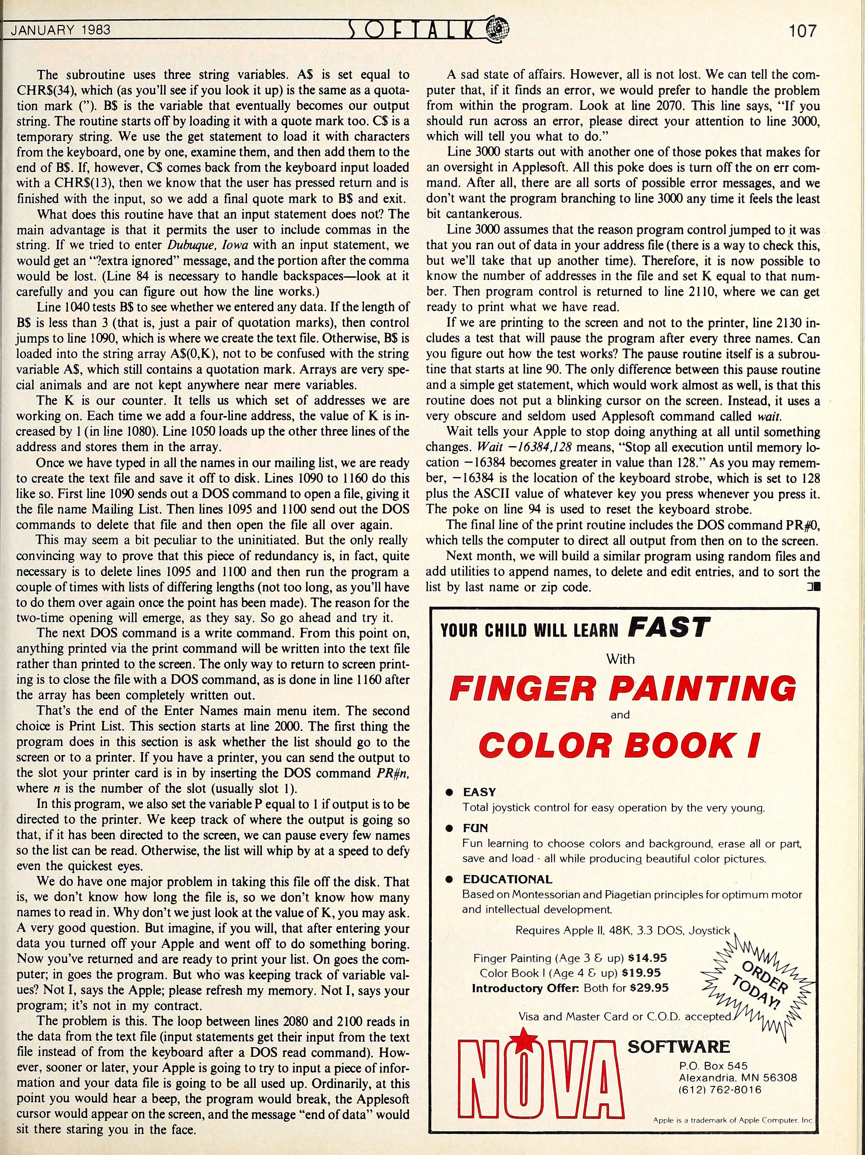 JANUARY 1983
SOFTALK
107
The subroutine uses three string variables. A$ is set equal to
CHR$(34), which (as you'll see if you look it up) is the same as a quota-
tion mark ("). B$ is the variable that eventually becomes our output
string. The routine starts off by loading it with a quote mark too. C$ is a
temporary string. We use the get statement to load it with characters
from the keyboard, one by one, examine them, and then add them to the
end of B$. If, however, C$ comes back from the keyboard input loaded
with a CHR$(13), then we know that the user has pressed return and is
finished with the input, so we add a final quote mark to B$ and exit.
What does this routine have that an input statement does not? The
main advantage is that it permits the user to include commas in the
string. If we tried to enter Dubuque, Iowa with an input statement, we
would get an "?extra ignored" message, and the portion after the comma
would be lost. (Line 84 is necessary to handle backspaces—look at it
carefully and you can figure out how the line works.)
Line 1040 tests B$ to see whether we entered any data. If the length of
B$ is less than 3 (that is, just a pair of quotation marks), then control
jumps to line 1090, which is where we create the text file. Otherwise, B$ is
loaded into the string array A$(0,K), not to be confused with the string
variable A$, which still contains a quotation mark. Arrays are very spe-
cial animals and are not kept anywhere near mere variables.
The K is our counter. It tells us which set of addresses we are
working on. Each time we add a four-line address, the value of K is in-
creased by 1 (in line 1080). Line 1050 loads up the other three lines of the
address and stores them in the array.
Once we have typed in all the names in our mailing list, we are ready
to create the text file and save it off to disk. Lines 1090 to 1160 do this
like so. First line 1090 sends out a DOS command to open a file, giving it
the file name Mailing List. Then lines 1095 and 1100 send out the DOS
commands to delete that file and then open the file all over again.
This may seem a bit peculiar to the uninitiated. But the only really
convincing way to prove that this piece of redundancy is, in fact, quite
necessary is to delete lines 1095 and 1100 and then run the program a
couple of times with lists of differing lengths (not too long, as you'll have
to do them over again once the point has been made). The reason for the
two-time opening will emerge, as they say. So go ahead and try it.
The next DOS command is a write command. From this point on,
anything printed via the print command will be written into the text file
rather than printed to the screen. The only way to return to screen print-
ing is to close the file with a DOS command, as is done in line 1160 after
the array has been completely written out.
That's the end of the Enter Names main menu item. The second
choice is Print List. This section starts at line 2000. The first thing the
program does in this section is ask whether the list should go to the
screen or to a printer. If you have a printer, you can send the output to
the slot your printer card is in by inserting the DOS command PR#n,
where n is the number of the slot (usually slot 1).
In this program, we also set the variable P equal to 1 if output is to be
directed to the printer. We keep track of where the output is going so
that, if it has been directed to the screen, we can pause every few names
so the list can be read. Otherwise, the list will whip by at a speed to defy
even the quickest eyes.
We do have one major problem in taking this file off the disk. That
is, we don't know how long the file is, so we don't know how many
names to read in. Why don't we just look at the value of K, you may ask.
A very good question. But imagine, if you will, that after entering your
data you turned off your Apple and went off to do something boring.
Now you've returned and are ready to print your list. On goes the com-
puter; in goes the program. But who was keeping track of variable val-
ues? Not I, says the Apple; please refresh my memory. Not I, says your
program; it's not in my contract.
The problem is this. The loop between lines 2080 and 2100 reads in
the data from the text file (input statements get their input from the text
file instead of from the keyboard after a DOS read command). How-
ever, sooner or later, your Apple is going to try to input a piece of infor-
mation and your data file is going to be all used up. Ordinarily, at this
point you would hear a beep, the program would break, the Applesoft
cursor would appear on the screen, and the message "end of data" would
sit there staring you in the face.
A sad state of affairs. However, all is not lost. We can tell the com-
puter that, if it finds an error, we would prefer to handle the problem
from within the program. Look at line 2070. This line says, "If you
should run across an error, please direct your attention to line 3000,
which will tell you what to do."
Line 3000 starts out with another one of those pokes that makes for
an oversight in Applesoft. All this poke does is turn off the on err com-
mand. After all, there are all sorts of possible error messages, and we
don't want the program branching to line 3000 any time it feels the least
bit cantankerous.
Line 3000 assumes that the reason program control jumped to it was
that you ran out of data in your address file (there is a way to check this,
but we'll take that up another time). Therefore, it is now possible to
know the number of addresses in the file and set K equal to that num-
ber. Then program control is returned to line 2110, where we can get
ready to print what we have read.
If we are printing to the screen and not to the printer, line 2130 in-
cludes a test that will pause the program after every three names. Can
you figure out how the test works? The pause routine itself is a subrou-
tine that starts at line 90. The only difference between this pause routine
and a simple get statement, which would work almost as well, is that this
routine does not put a blinking cursor on the screen. Instead, it uses a
very obscure and seldom used Applesoft command called wait.
Wait tells your Apple to stop doing anything at all until something
changes. Wait −16384,128 means, "Stop all execution until memory lo-
cation −16384 becomes greater in value than 128." As you may remem-
ber, −16384 is the location of the keyboard strobe, which is set to 128
plus the ASCII value of whatever key you press whenever you press it.
The poke on line 94 is used to reset the keyboard strobe.
The final line of the print routine includes the DOS command PR#0,
which tells the computer to direct all output from then on to the screen.
Next month, we will build a similar program using random files and
add utilities to append names, to delete and edit entries, and to sort the
list by last name or zip code.
YOUR CHILD WILL LEARN FAST
With
FINGER PAINTING
and
COLOR BOOK I
● EASY
Total joystick control for easy operation by the very young.
● FUN
Fun learning to choose colors and background, erase all or part,
save and load - all while producing beautiful color pictures.
● EDUCATIONAL
Based on Montessorian and Piagetian principles for optimum motor
and intellectual development.
Requires Apple II, 48K, 3.3 DOS, Joystick
Finger Painting (Age 3 & up) $14.95
Color Book I (Age 4 & up) $19.95
Introductory Offer: Both for $29.95
ORDER
TODAY!
Visa and Master Card or C.O.D. accepted.
NOVA SOFTWARE
P.O. Box 545
Alexandria, MN 56308
(612) 762-8016
Apple is a trademark of Apple Computer, Inc.